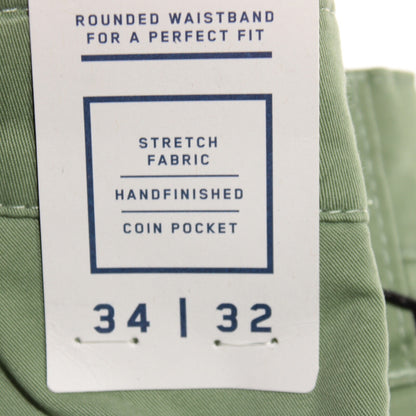 ROUNDED WAISTBAND
FOR A PERFECT FIT
STRETCH
FABRIC
HANDFINISHED
COIN POCKET
34 | 32